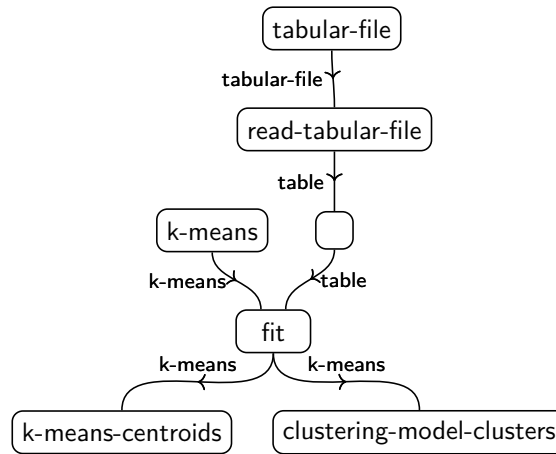 tabular-file
tabular-file
read-tabular-file
table
k-means
k-means
table
fit
k-means
k-means
k-means-centroids
clustering-model-clusters